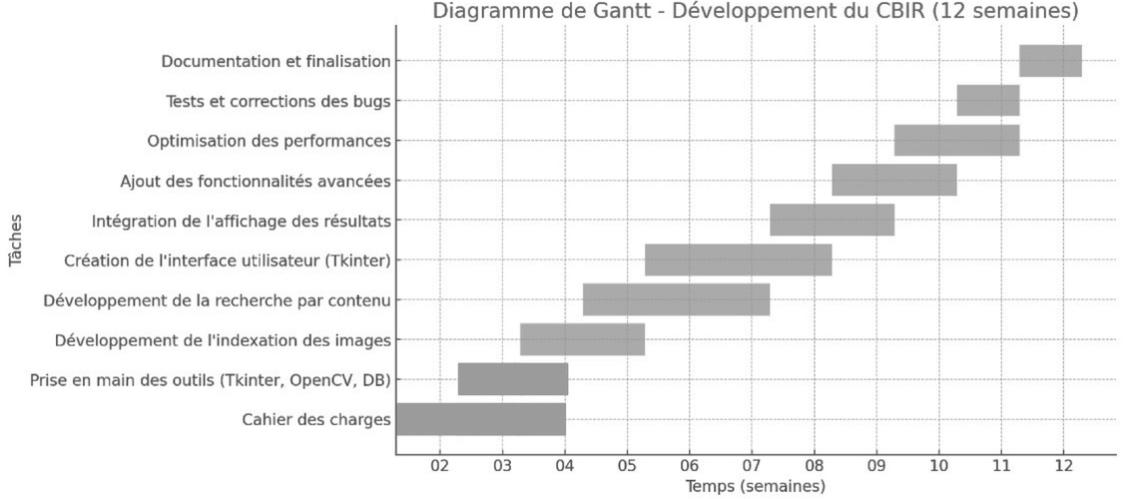 Diagramme de Gantt - Développement du CBIR (12 semaines)
Documentation et finalisation
Tests et corrections des bugs
Optimisation des performances
Ajout des fonctionnalités avancées
Intégration de l'affichage des résultats
Création de l'interface utilisateur (Tkinter)
Développement de la recherche par contenu
Développement de l'indexation des images
Prise en main des outils (Tkinter, OpenCV, DB)
Cahier des charges
Tâches
02 03 04 05 06 07 08 09 10 11 12
Temps (semaines)